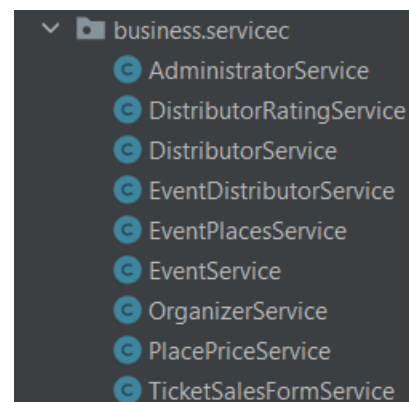 business.servicec
C AdministratorService
C DistributorRatingService
C DistributorService
C EventDistributorService
C EventPlacesService
C EventService
C OrganizerService
C PlacePriceService
C TicketSalesFormService